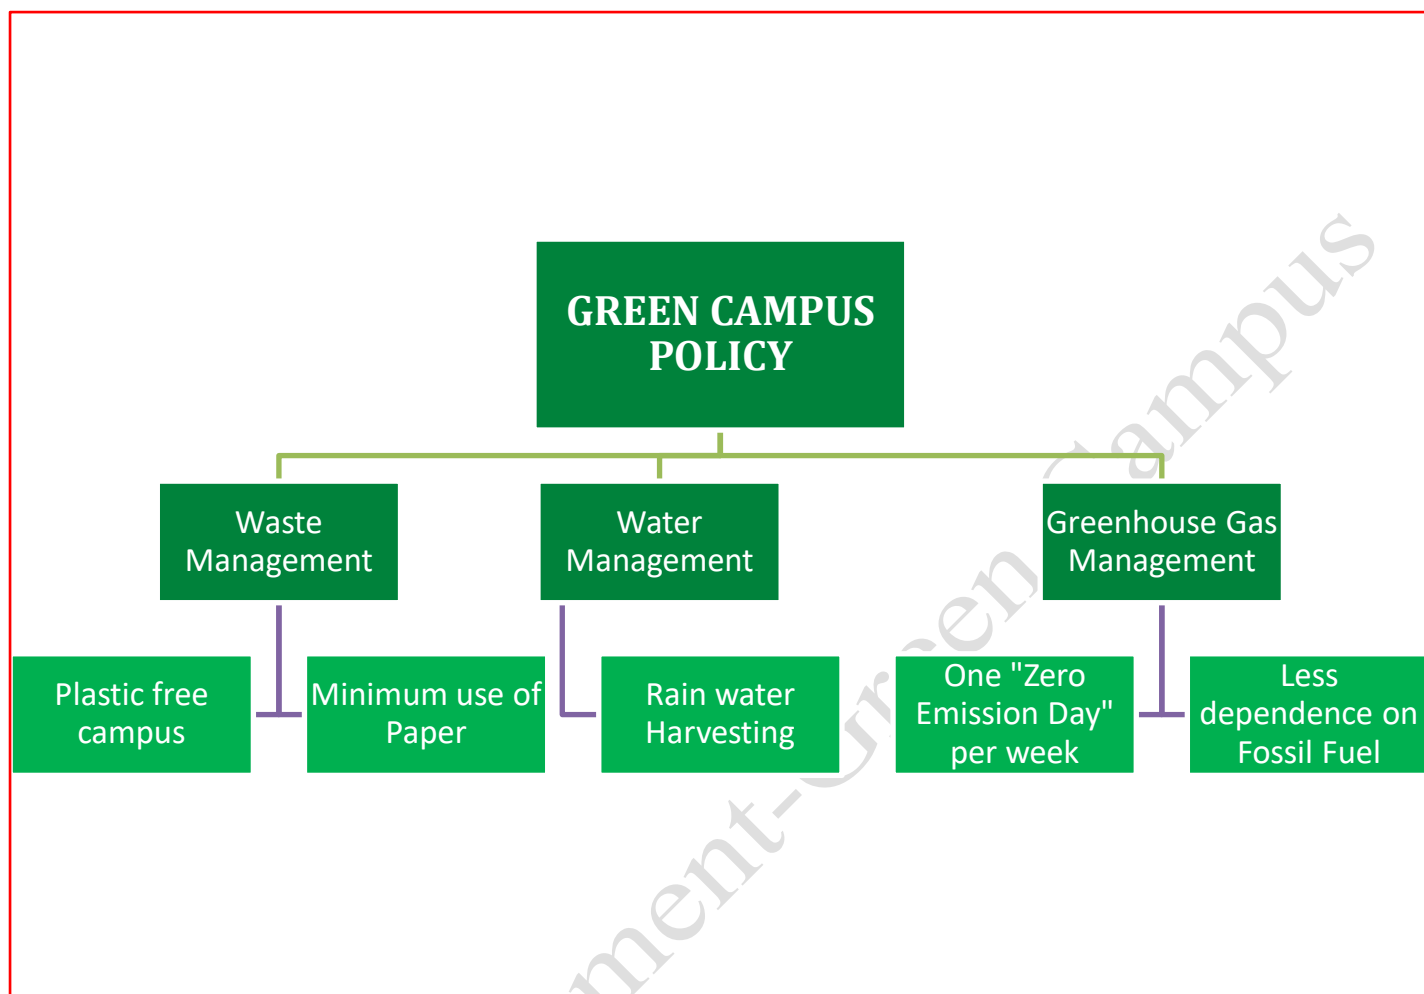 GREEN CAMPUS
POLICY
Waste
Management
Water
Management
Greenhouse Gas
Management
Plastic free
campus
Minimum use of
Paper
Rain water
Harvesting
One "Zero
Emission Day"
per week
Less
dependence on
Fossil Fuel